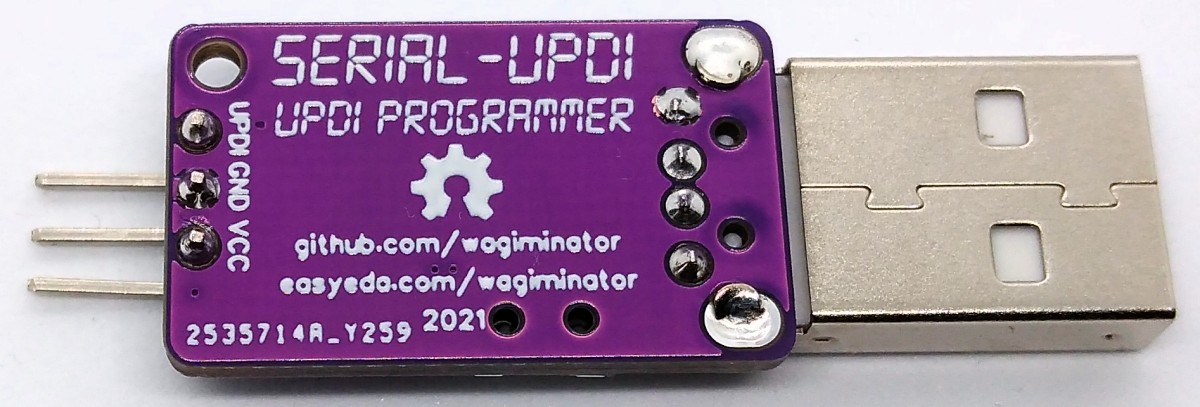 SERIAL-UPDI
UPDI PROGRAMMER
UPDI GND VCC
github.com/wagiminator
easyeda.com/wagiminator
2535714A_Y259 2021